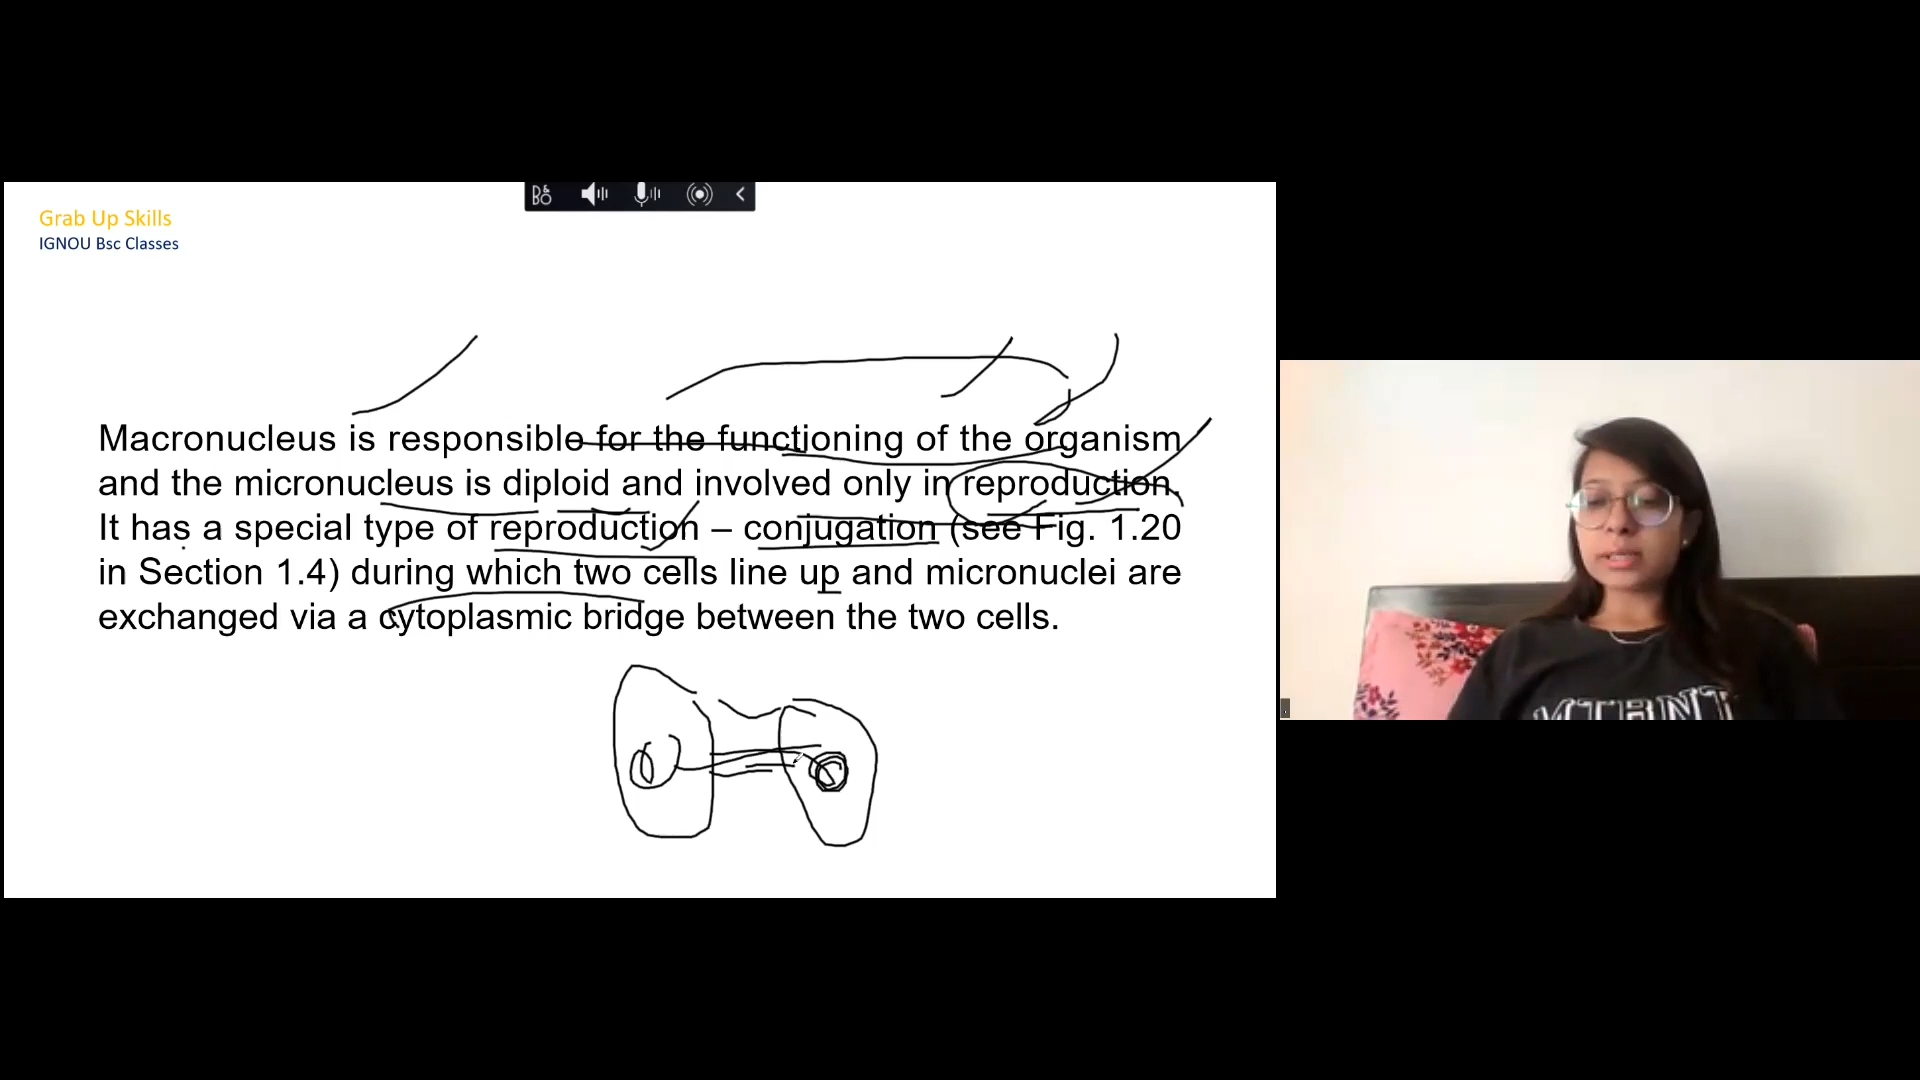 Grab Up Skills
IGNOU Bsc Classes
Macronucleus is responsible for the functioning of the organism
and the micronucleus is diploid and involved only in reproduction.
It has a special type of reproduction – conjugation (see Fig. 1.20
in Section 1.4) during which two cells line up and micronuclei are
exchanged via a cytoplasmic bridge between the two cells.